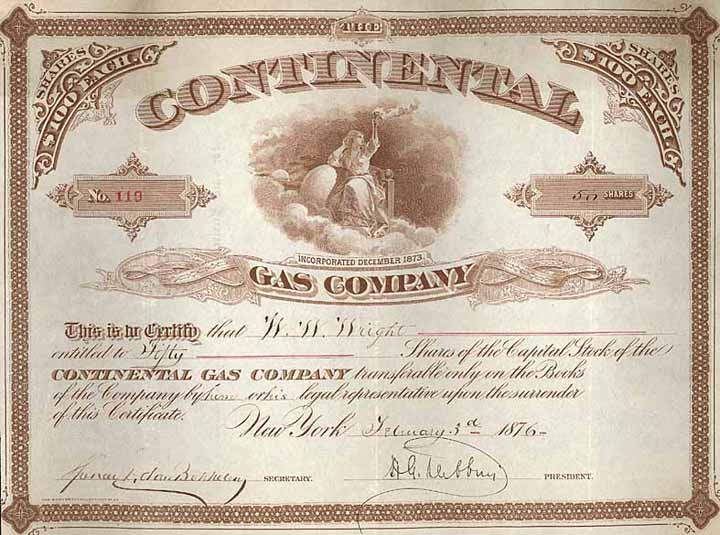 THE
SHARES $100 EACH.
CONTINENTAL
SHARES $100 EACH.
No. 119
50 SHARES
INCORPORATED DECEMBER 1873
GAS COMPANY
This is to Certify that W. W. Wright
entitled to Fifty Shares of the Capital Stock of the
CONTINENTAL GAS COMPANY transferable only on the Books
of the Company by him or his legal representative upon the surrender
of this Certificate.
New York February 3d 1876
SECRETARY. PRESIDENT.